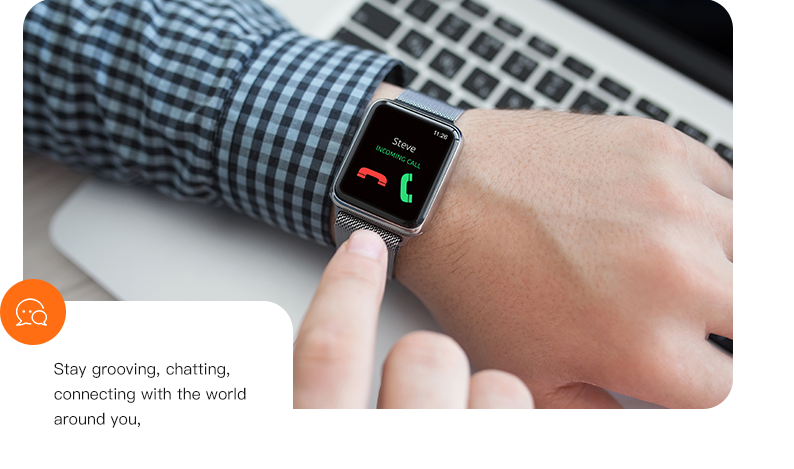 11:26
Steve
INCOMING CALL
Stay grooving, chatting,
connecting with the world
around you,